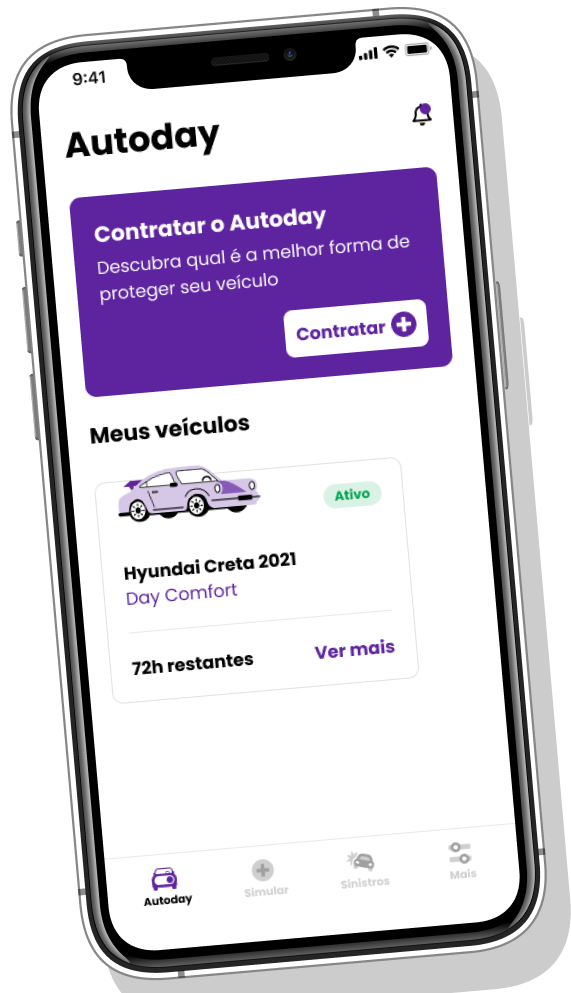 9:41
Autoday
Contratar o Autoday
Descubra qual é a melhor forma de
proteger seu veículo
Contratar
Meus veículos
Ativo
Hyundai Creta 2021
Day Comfort
72h restantes
Ver mais
Autoday
Simular
Sinistros
Mais